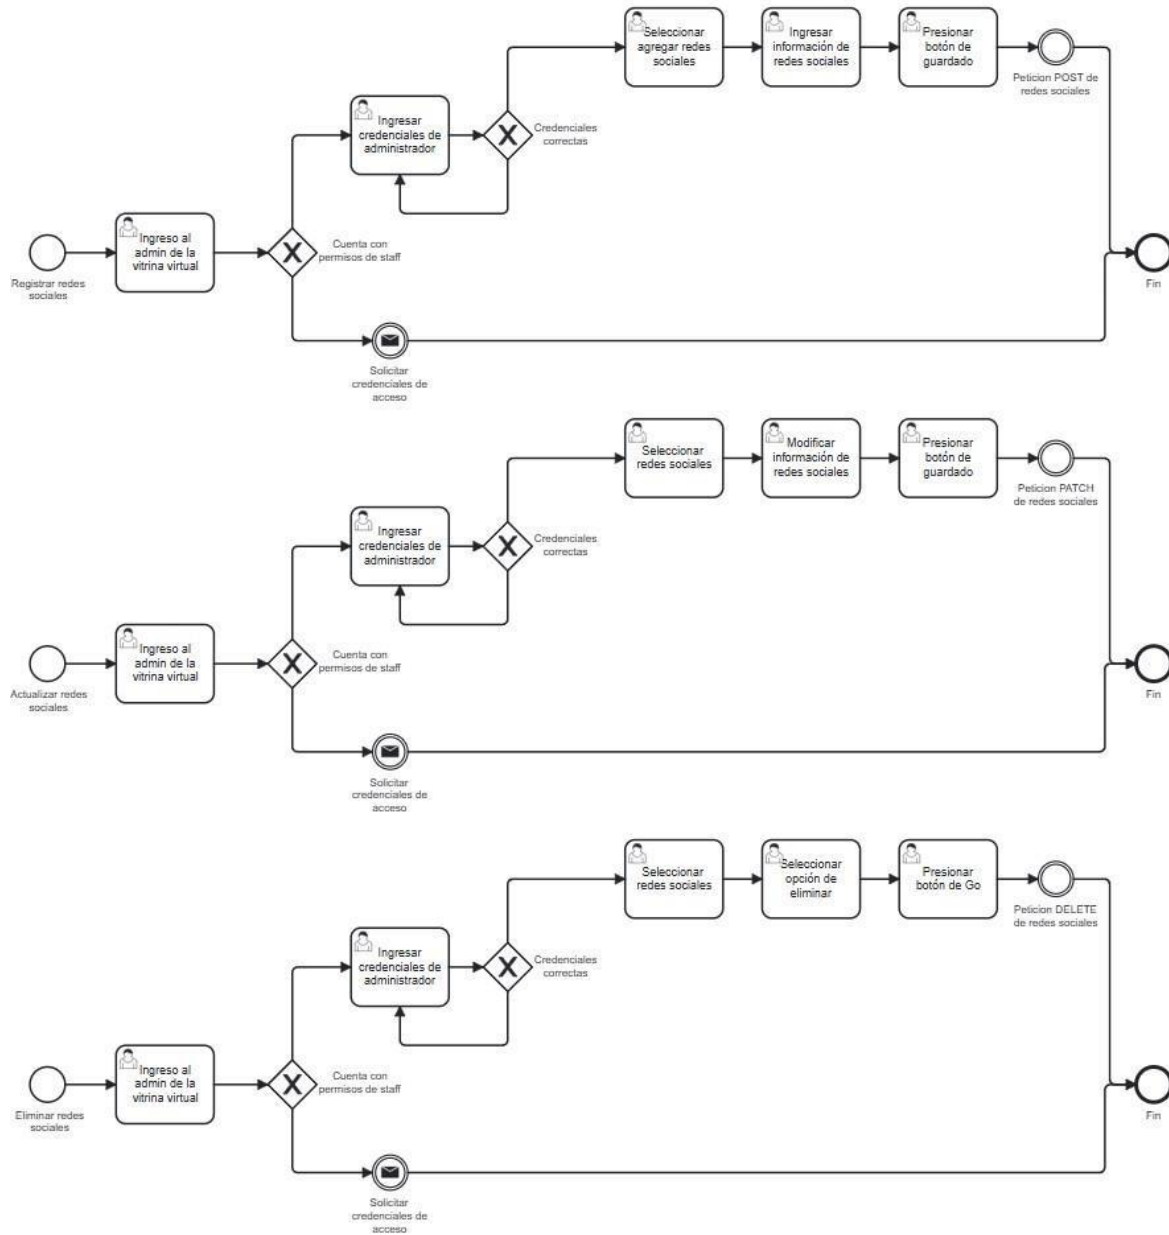 Seleccionar
agregar redes
sociales
Ingresar
información de
redes sociales
Presionar
botón de
guardado
Peticion POST de
redes sociales
Ingresar
credenciales de
administrador
Credenciales
correctas
Ingreso al
admin de la
vitrina virtual
Cuenta con
permisos de staff
Registrar redes
sociales
Fin
Solicitar
credenciales de
acceso
Seleccionar
redes sociales
Modificar
información de
redes sociales
Presionar
botón de
guardado
Peticion PATCH
de redes sociales
Ingresar
credenciales de
administrador
Credenciales
correctas
Ingreso al
admin de la
vitrina virtual
Cuenta con
permisos de staff
Actualizar redes
sociales
Fin
Solicitar
credenciales de
acceso
Seleccionar
redes sociales
Seleccionar
opción de
eliminar
Presionar
botón de Go
Peticion DELETE
de redes sociales
Ingresar
credenciales de
administrador
Credenciales
correctas
Ingreso al
admin de la
vitrina virtual
Cuenta con
permisos de staff
Eliminar redes
sociales
Fin
Solicitar
credenciales de
acceso